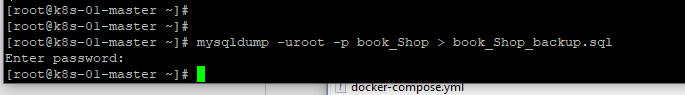 [root@k8s-01-master ~]#
[root@k8s-01-master ~]#
[root@k8s-01-master ~]# mysqldump -uroot -p book_Shop > book_Shop_backup.sql
Enter password:
[root@k8s-01-master ~]#
docker-compose.yml